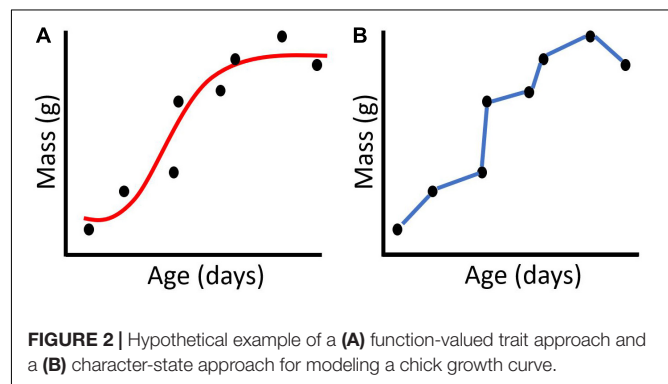 A
B
Mass (g)
Mass (g)
Age (days)
Age (days)
FIGURE 2 | Hypothetical example of a (A) function-valued trait approach and
a (B) character-state approach for modeling a chick growth curve.